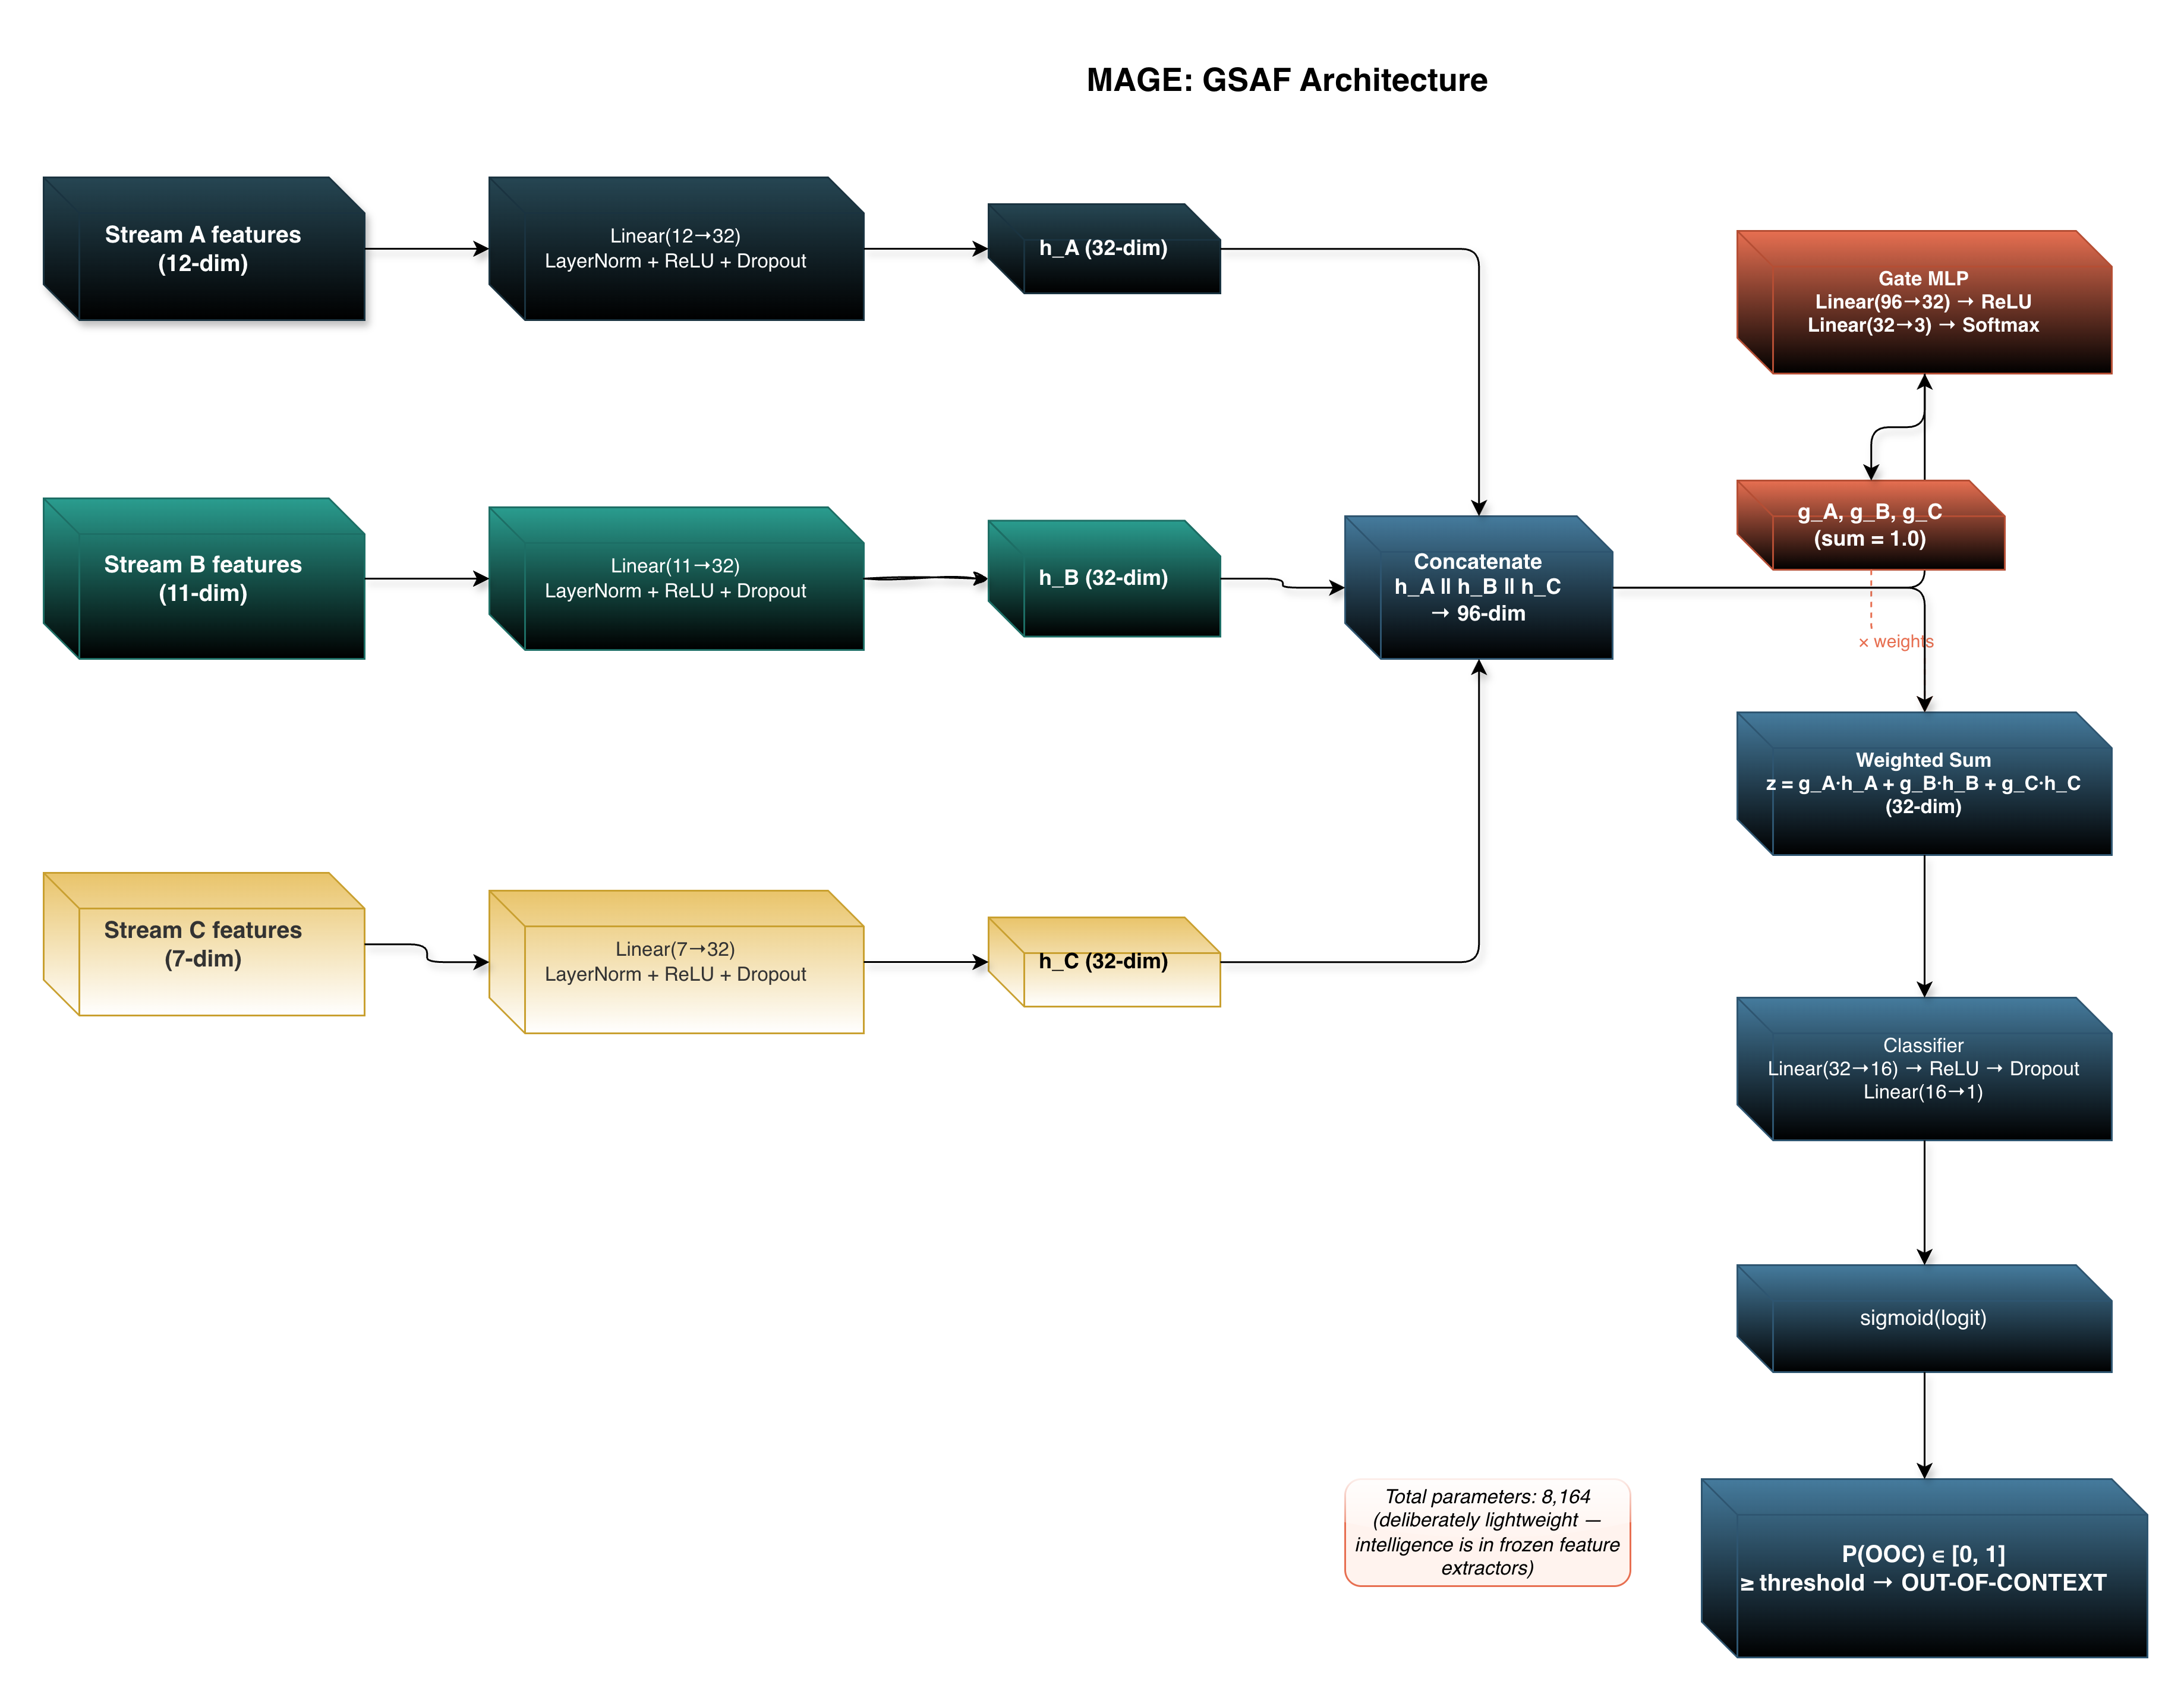 MAGE: GSAF Architecture
Stream A features
(12-dim)
Linear(12→32)
LayerNorm + ReLU + Dropout
h_A (32-dim)
Gate MLP
Linear(96→32) → ReLU
Linear(32→3) → Softmax
g_A, g_B, g_C
(sum = 1.0)
Stream B features
(11-dim)
Linear(11→32)
LayerNorm + ReLU + Dropout
h_B (32-dim)
Concatenate
h_A || h_B || h_C
→ 96-dim
× weights
Weighted Sum
z = g_A·h_A + g_B·h_B + g_C·h_C
(32-dim)
Stream C features
(7-dim)
Linear(7→32)
LayerNorm + ReLU + Dropout
h_C (32-dim)
Classifier
Linear(32→16) → ReLU → Dropout
Linear(16→1)
sigmoid(logit)
Total parameters: 8,164
(deliberately lightweight —
intelligence is in frozen feature
extractors)
P(OOC) ∈ [0, 1]
≥ threshold → OUT-OF-CONTEXT